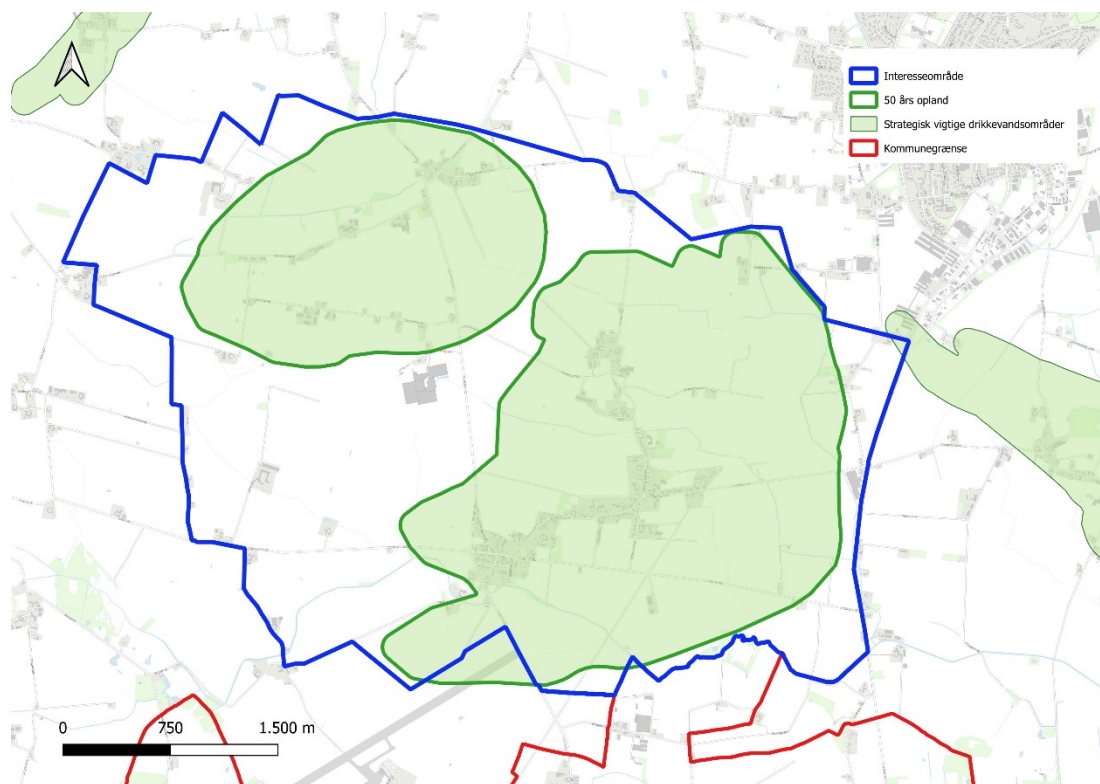 Interesseområde
50 års opland
Strategisk vigtige drikkevandsområder
Kommunegrænse
0 750 1.500 m